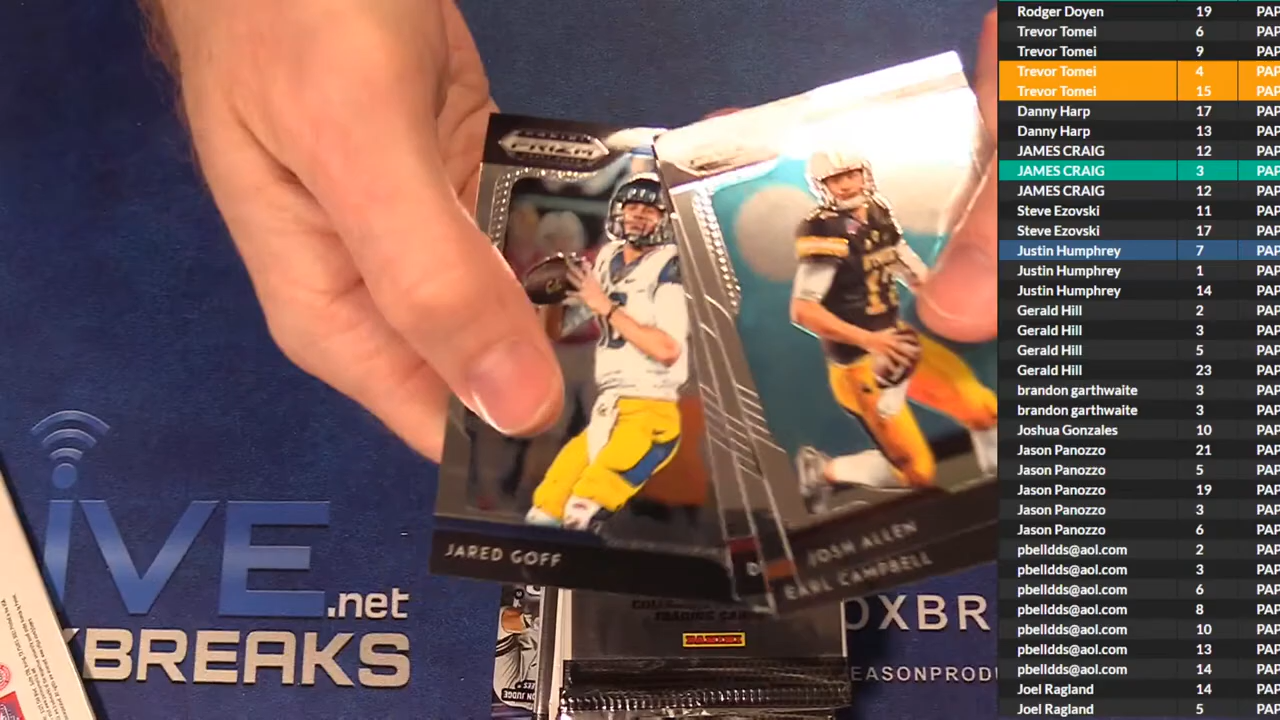 PANINI
PRIZM
JARED GOFF
JOSH ALLEN
EARL CAMPBELL
PANINI
iVE.net
XBREAKS
OXBR
EASONPRODU
Rodger Doyen 19 PAP
Trevor Tomei 6 PAP
Trevor Tomei 9 PAP
Trevor Tomei 4 PAP
Trevor Tomei 15 PAP
Danny Harp 17 PAP
Danny Harp 13 PAP
JAMES CRAIG 12 PAP
JAMES CRAIG 3 PAP
JAMES CRAIG 12 PAP
Steve Ezovski 11 PAP
Steve Ezovski 17 PAP
Justin Humphrey 7 PAP
Justin Humphrey 1 PAP
Justin Humphrey 14 PAP
Gerald Hill 2 PAP
Gerald Hill 3 PAP
Gerald Hill 5 PAP
Gerald Hill 23 PAP
brandon garthwaite 3 PAP
brandon garthwaite 3 PAP
Joshua Gonzales 10 PAP
Jason Panozzo 21 PAP
Jason Panozzo 5 PAP
Jason Panozzo 19 PAP
Jason Panozzo 3 PAP
Jason Panozzo 6 PAP
pbelldds@aol.com 2 PAP
pbelldds@aol.com 3 PAP
pbelldds@aol.com 6 PAP
pbelldds@aol.com 8 PAP
pbelldds@aol.com 10 PAP
pbelldds@aol.com 13 PAP
pbelldds@aol.com 14 PAP
Joel Ragland 14 PAP
Joel Ragland 5 PAP